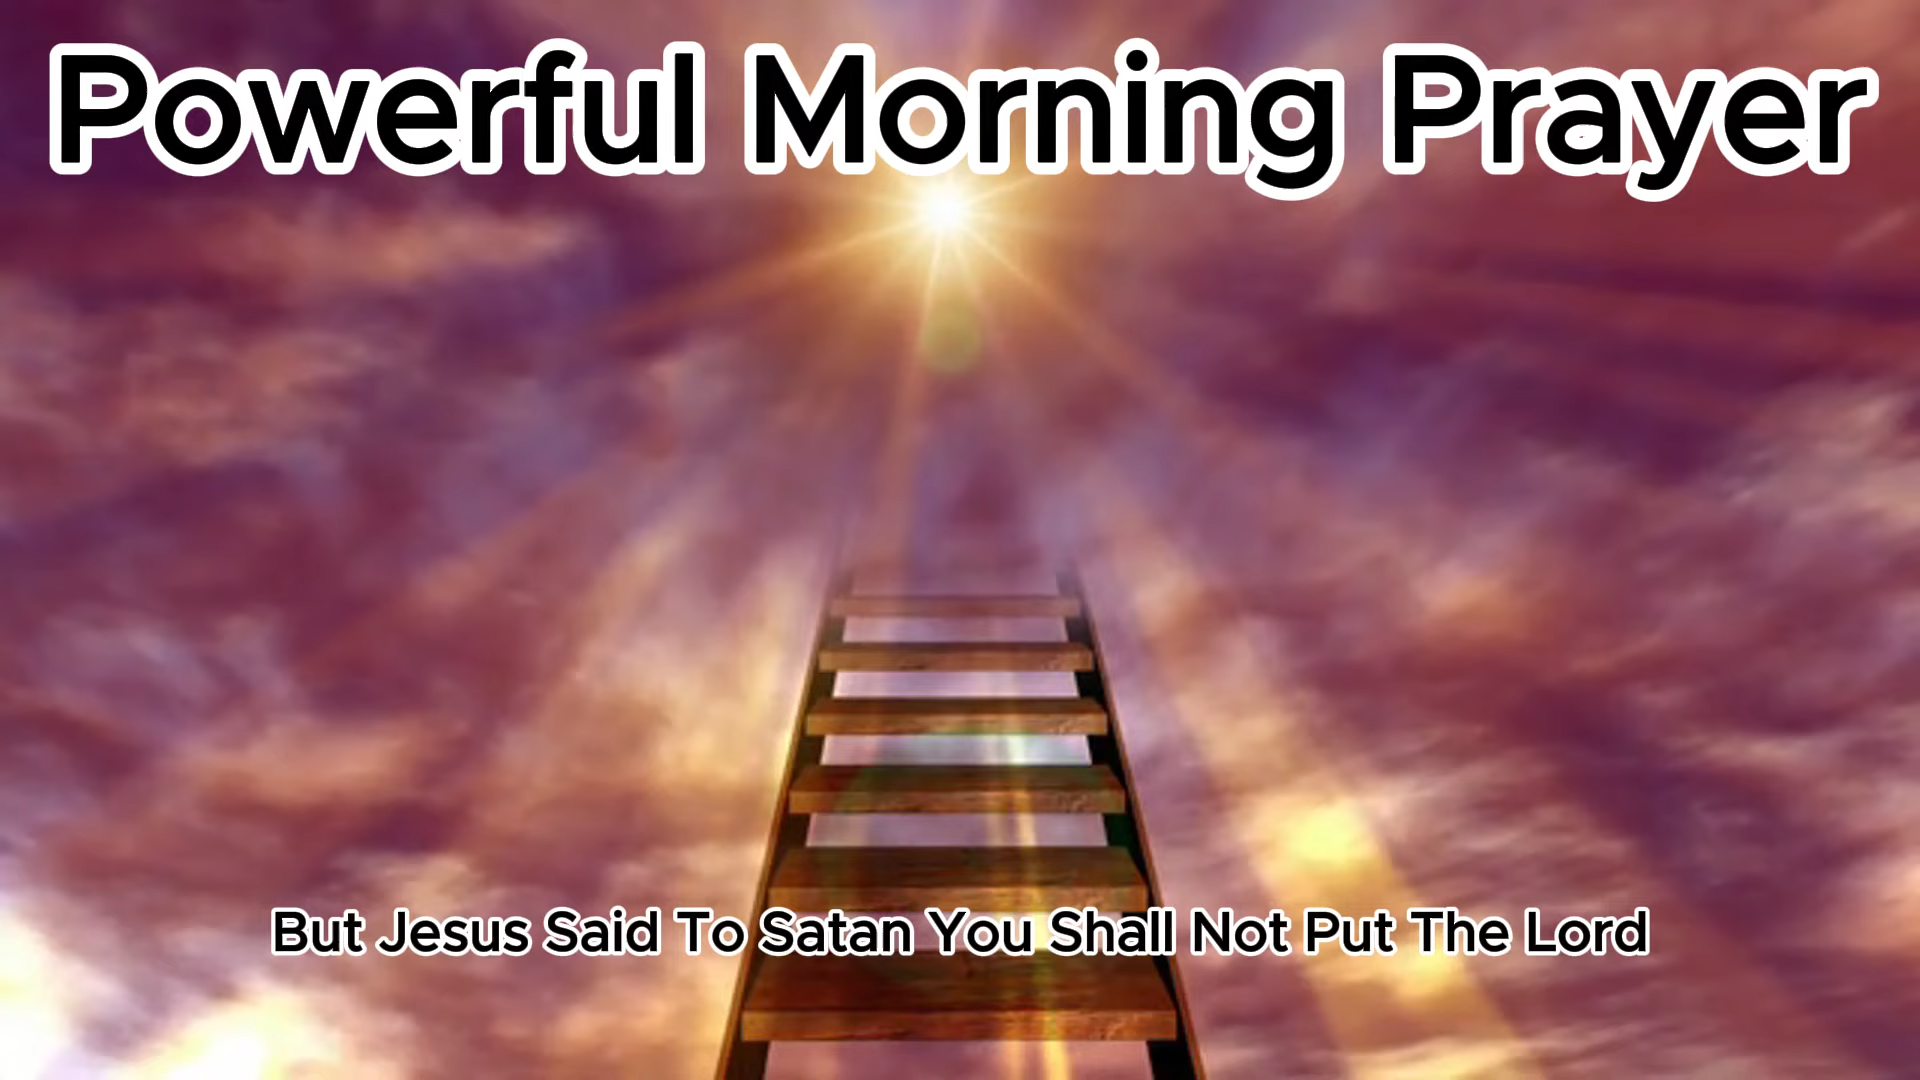 Powerful Morning Prayer
But Jesus Said To Satan You Shall Not Put The Lord